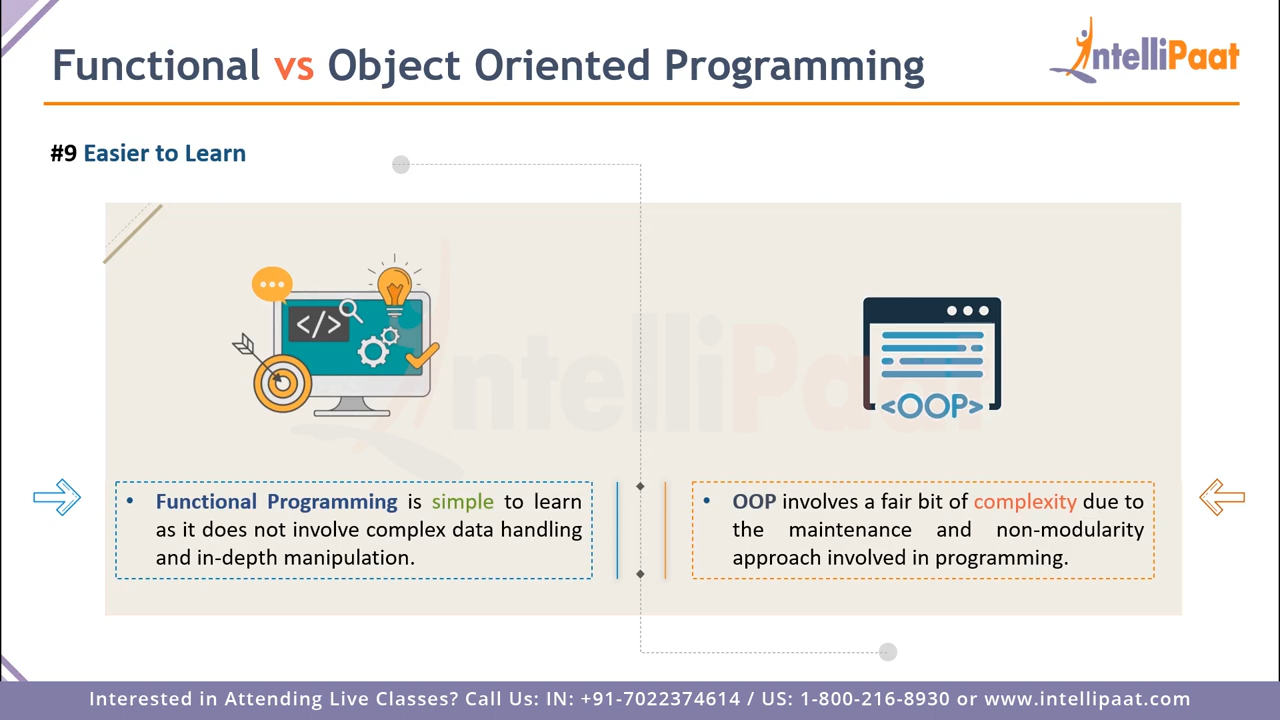 Functional vs Object Oriented Programming
IntelliPaat
#9 Easier to Learn
</>
<OOP>
IntelliPaat
• Functional Programming is simple to learn
as it does not involve complex data handling
and in-depth manipulation.
• OOP involves a fair bit of complexity due to
the maintenance and non-modularity
approach involved in programming.
Interested in Attending Live Classes? Call Us: IN: +91-7022374614 / US: 1-800-216-8930 or www.intellipaat.com